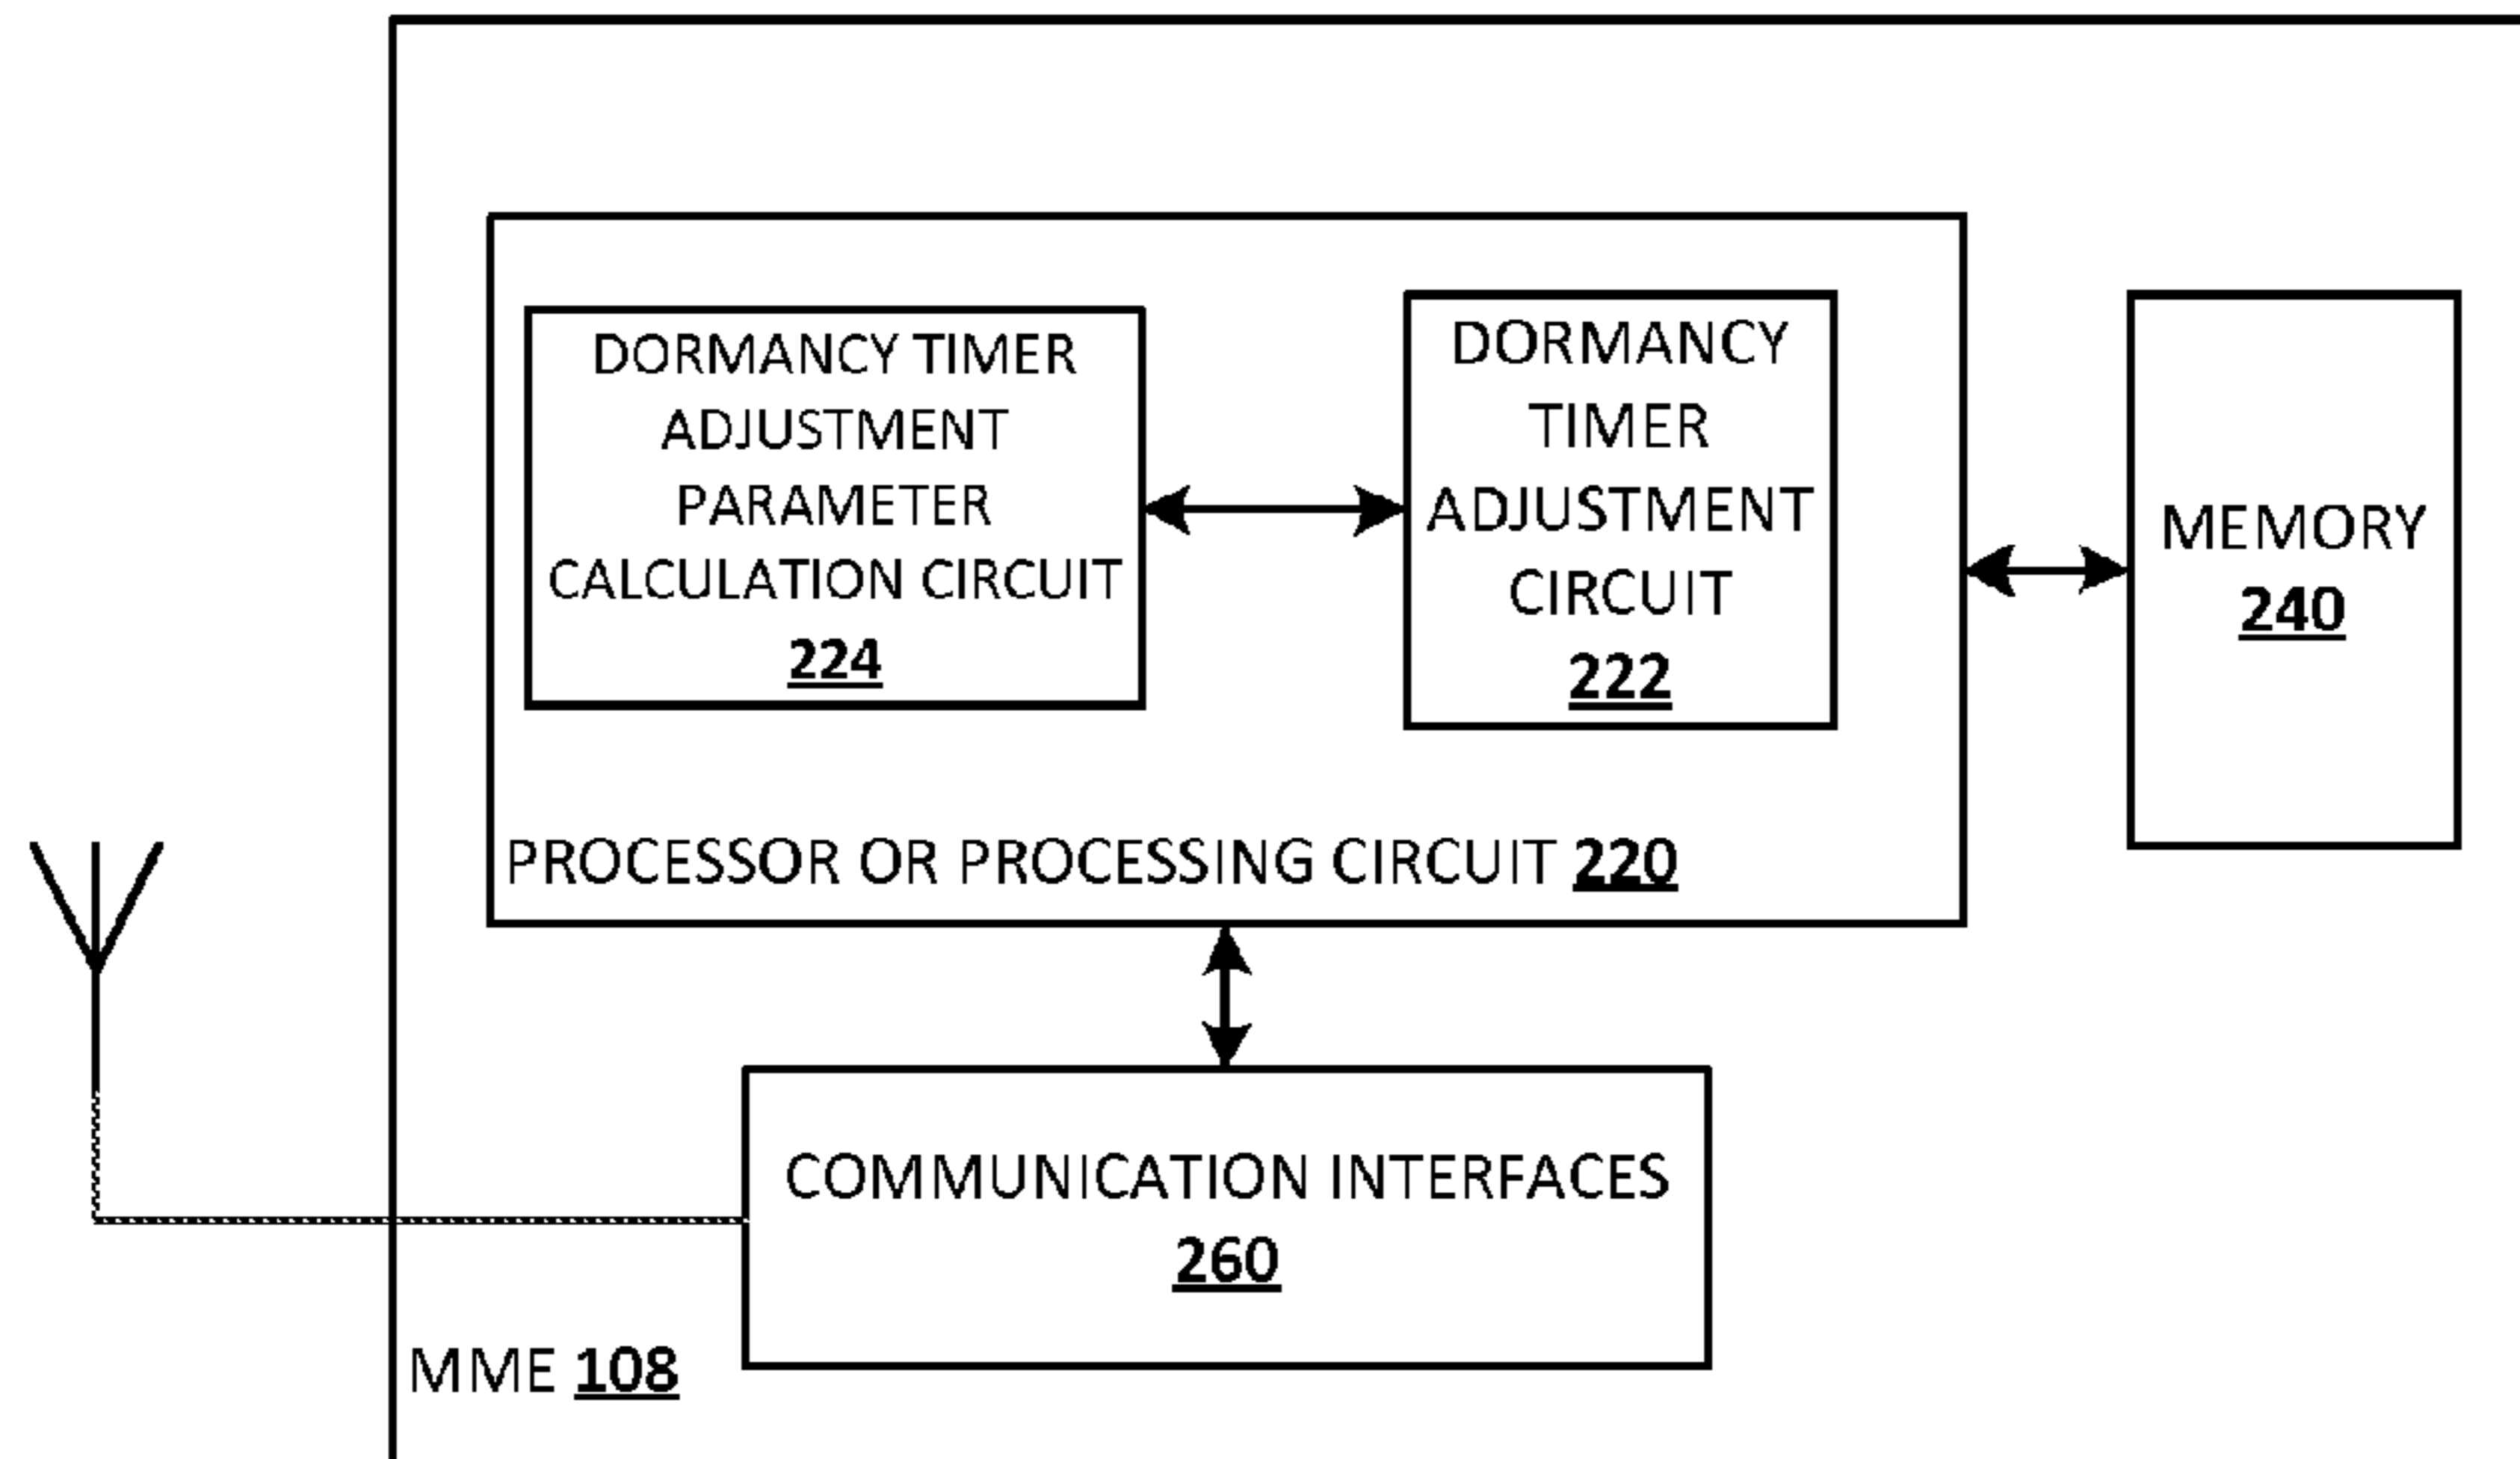 DORMANCY TIMER
ADJUSTMENT
PARAMETER
CALCULATION CIRCUIT
224
DORMANCY
TIMER
ADJUSTMENT
CIRCUIT
222
MEMORY
240
PROCESSOR OR PROCESSING CIRCUIT 220
COMMUNICATION INTERFACES
260
MME 108